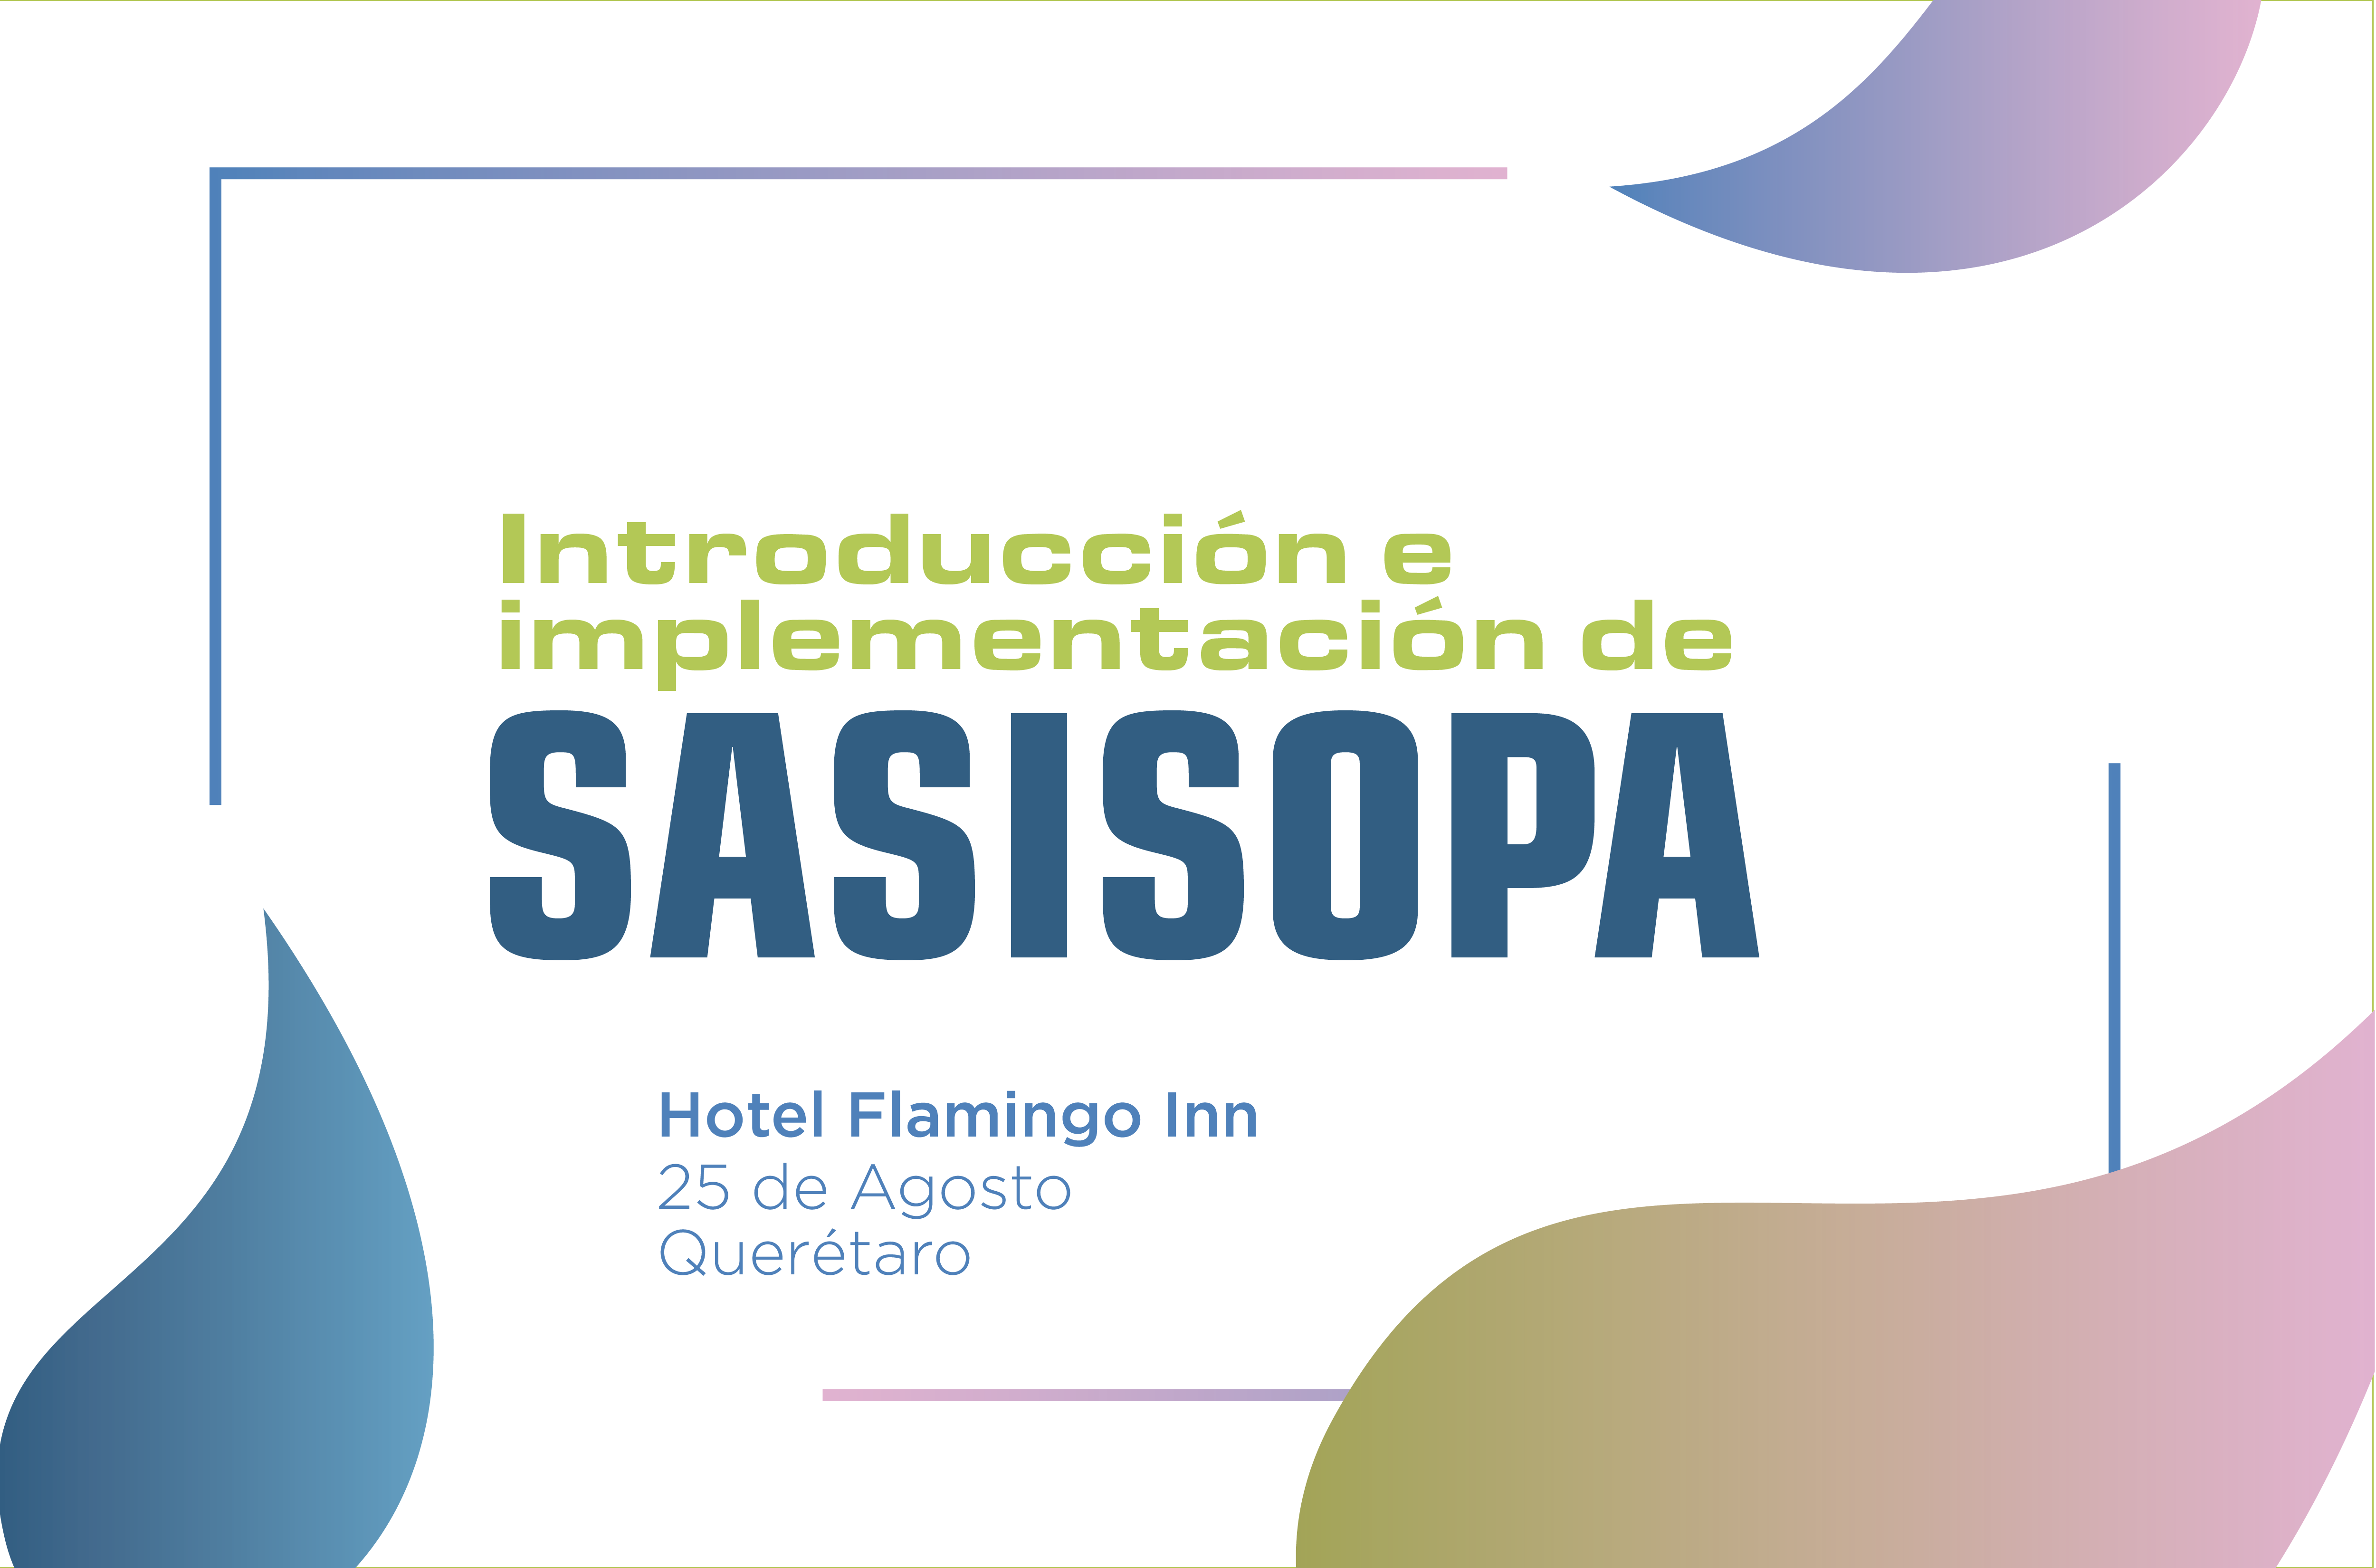 Introducción e
implementación de
SASISOPA
Hotel Flamingo Inn
25 de Agosto
Querétaro